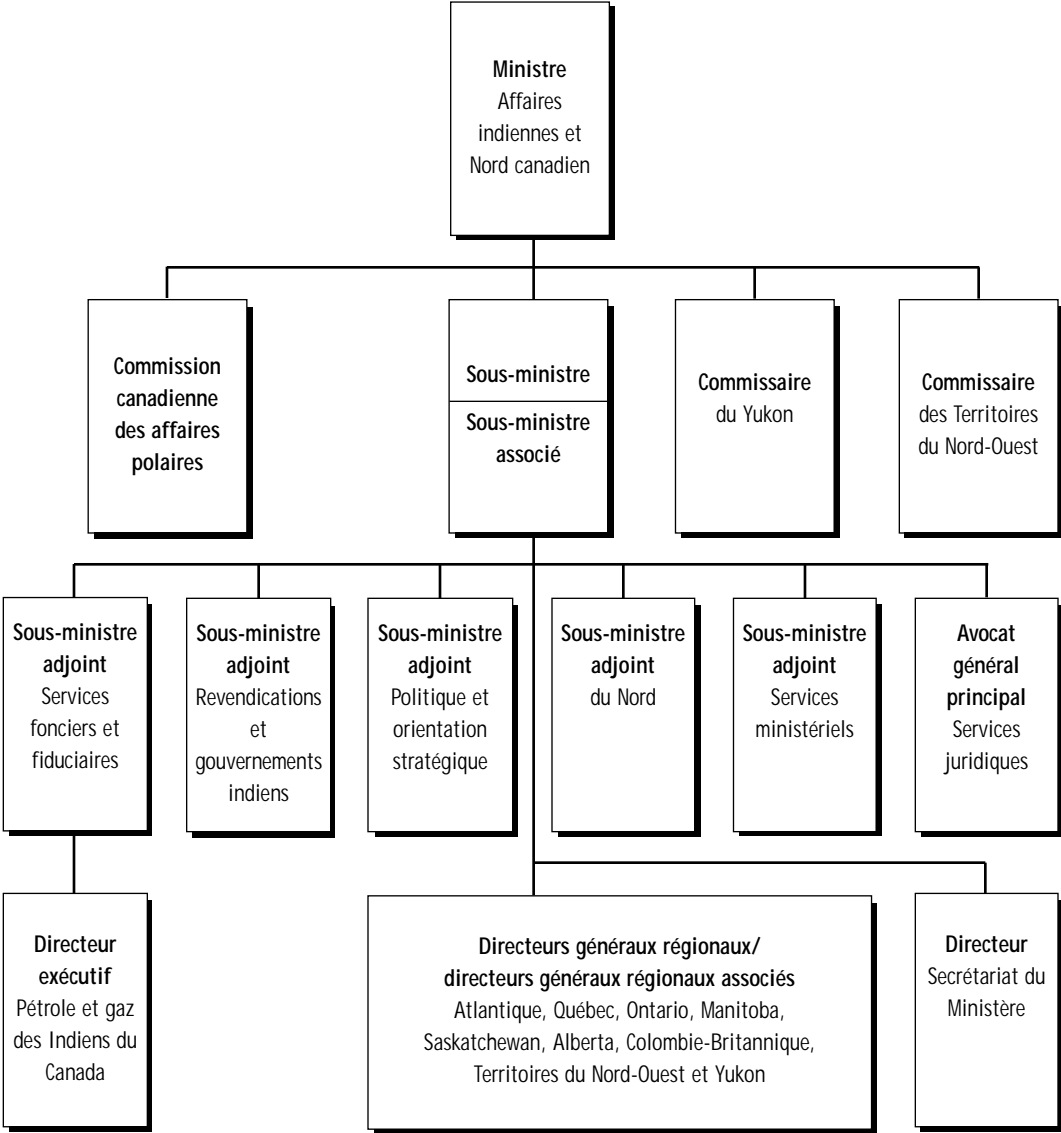 Ministre
Affaires
indiennes et
Nord canadien
Commission
canadienne
des affaires
polaires
Sous-ministre
Sous-ministre
associé
Commissaire
du Yukon
Commissaire
des Territoires
du Nord-Ouest
Sous-ministre
adjoint
Services
fonciers et
fiduciaires
Sous-ministre
adjoint
Revendications
et
gouvernements
indiens
Sous-ministre
adjoint
Politique et
orientation
stratégique
Sous-ministre
adjoint
du Nord
Sous-ministre
adjoint
Services
ministériels
Avocat
général
principal
Services
juridiques
Directeur
exécutif
Pétrole et gaz
des Indiens du
Canada
Directeurs généraux régionaux/
directeurs généraux régionaux associés
Atlantique, Québec, Ontario, Manitoba,
Saskatchewan, Alberta, Colombie-Britannique,
Territoires du Nord-Ouest et Yukon
Directeur
Secrétariat du
Ministère